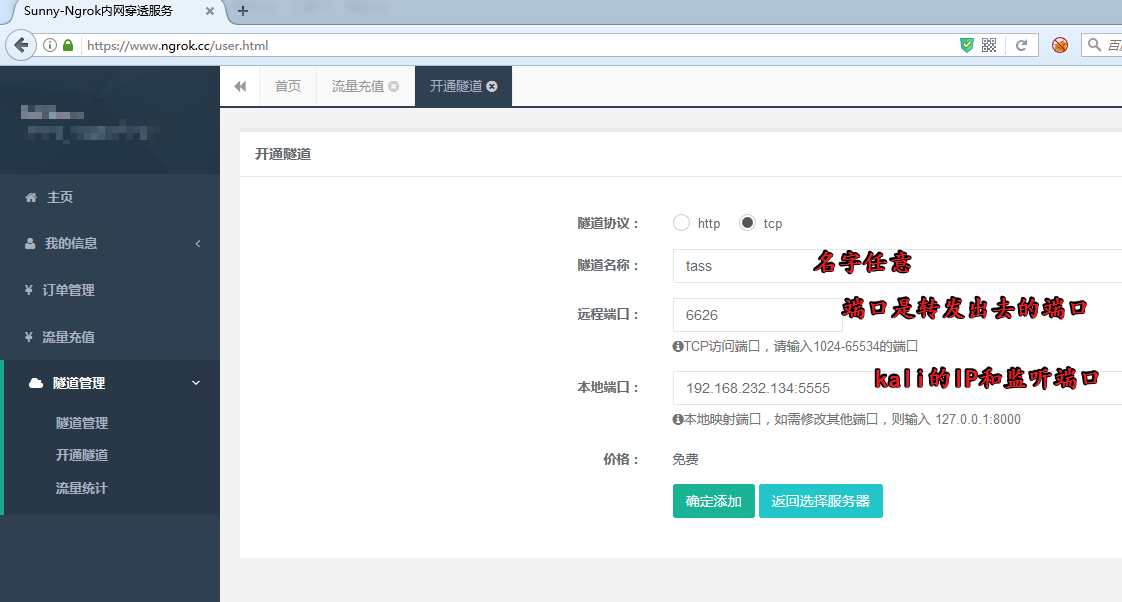 Sunny-Ngrok内网穿透服务
https://www.ngrok.cc/user.html
百
首页
流量充值
开通隧道
主页
我的信息
¥ 订单管理
¥ 流量充值
隧道管理
隧道管理
开通隧道
流量统计
开通隧道
隧道协议：
http
tcp
隧道名称：
tass
名字任意
远程端口：
6626
端口是转发出去的端口
TCP访问端口，请输入1024-65534的端口
本地端口：
192.168.232.134:5555
kali的IP和监听端口
本地映射端口，如需修改其他端口，则输入 127.0.0.1:8000
价格：
免费
确定添加
返回选择服务器